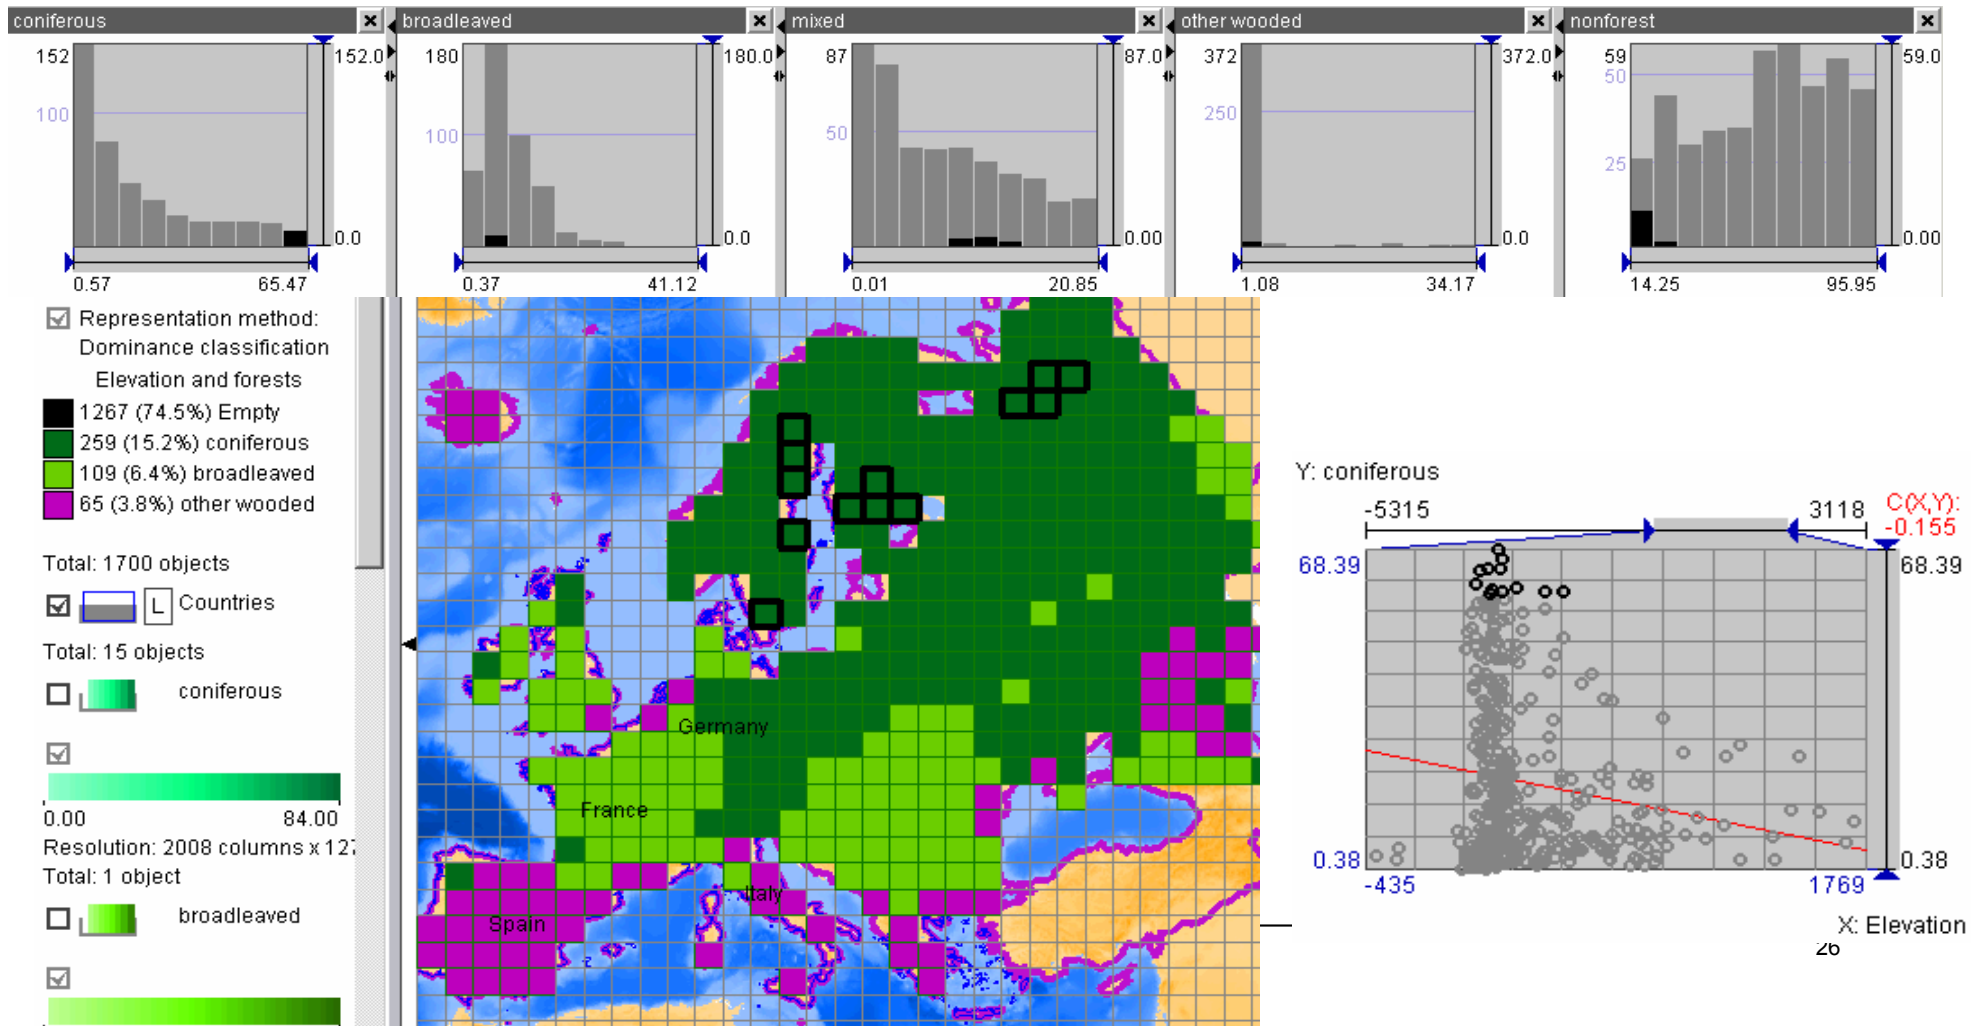 coniferous
152
100
152.0
0.0
0.57 65.47
broadleaved
180
100
180.0
0.0
0.37 41.12
mixed
87
50
87.0
0.00
0.01 20.85
other wooded
372
250
372.0
0.0
1.08 34.17
nonforest
59
50
25
59.0
0.00
14.25 95.95
Representation method:
Dominance classification
Elevation and forests
1267 (74.5%) Empty
259 (15.2%) coniferous
109 (6.4%) broadleaved
65 (3.8%) other wooded
Total: 1700 objects
L Countries
Total: 15 objects
coniferous
0.00 84.00
Resolution: 2008 columns x 127
Total: 1 object
broadleaved
Germany
France
Italy
Spain
Y: coniferous
-5315 3118
C(X,Y):
-0.155
68.39 68.39
0.38 0.38
-435 1769
X: Elevation
26